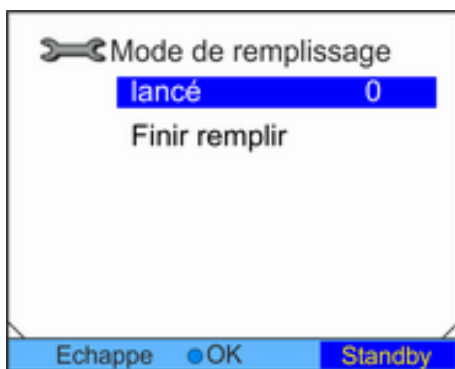 Mode de remplissage
lancé 0
Finir remplir
Echappe OK Standby